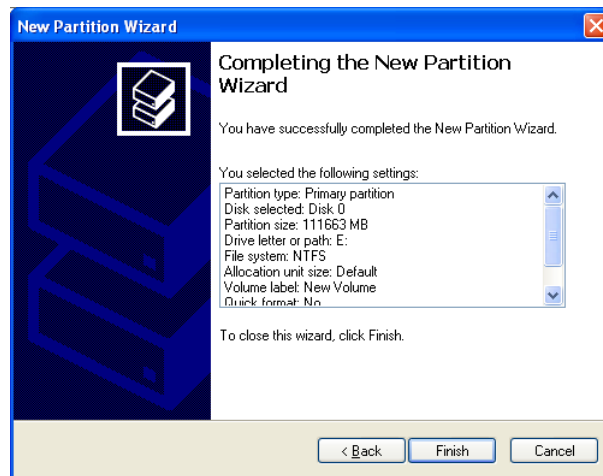 New Partition Wizard
Completing the New Partition
Wizard
You have successfully completed the New Partition Wizard.
You selected the following settings:
Partition type: Primary partition
Disk selected: Disk 0
Partition size: 111663 MB
Drive letter or path: E:
File system: NTFS
Allocation unit size: Default
Volume label: New Volume
Quick format: No
To close this wizard, click Finish.
< Back
Finish
Cancel